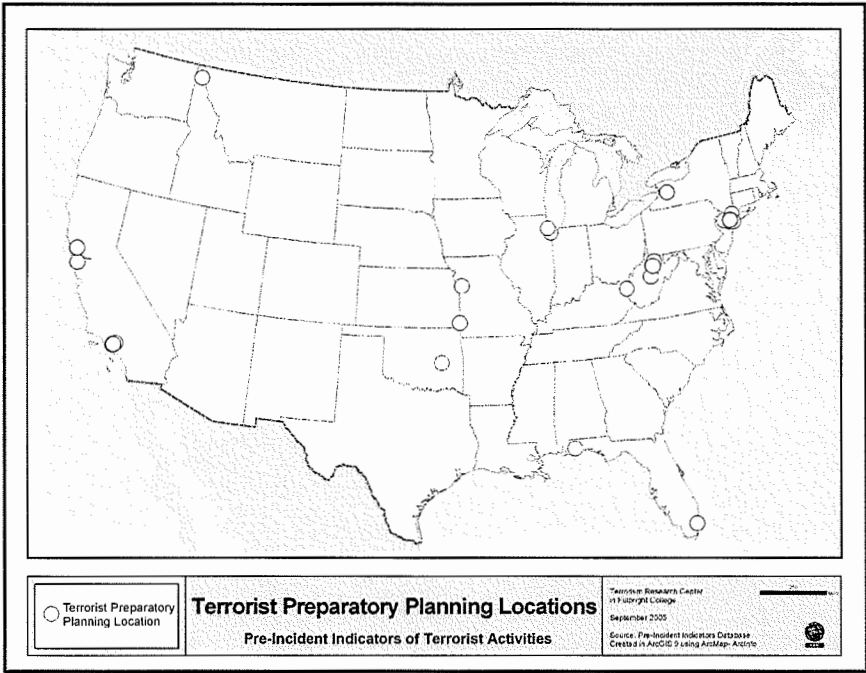 Terrorist Preparatory
Planning Location
Terrorist Preparatory Planning Locations
Pre-Incident Indicators of Terrorist Activities
Terrorism Research Center
in Fulbright College
September 2005
Source: Pre-Incident Indicators Database
Created in ArcGIS 9 using ArcMap- ArcInfo